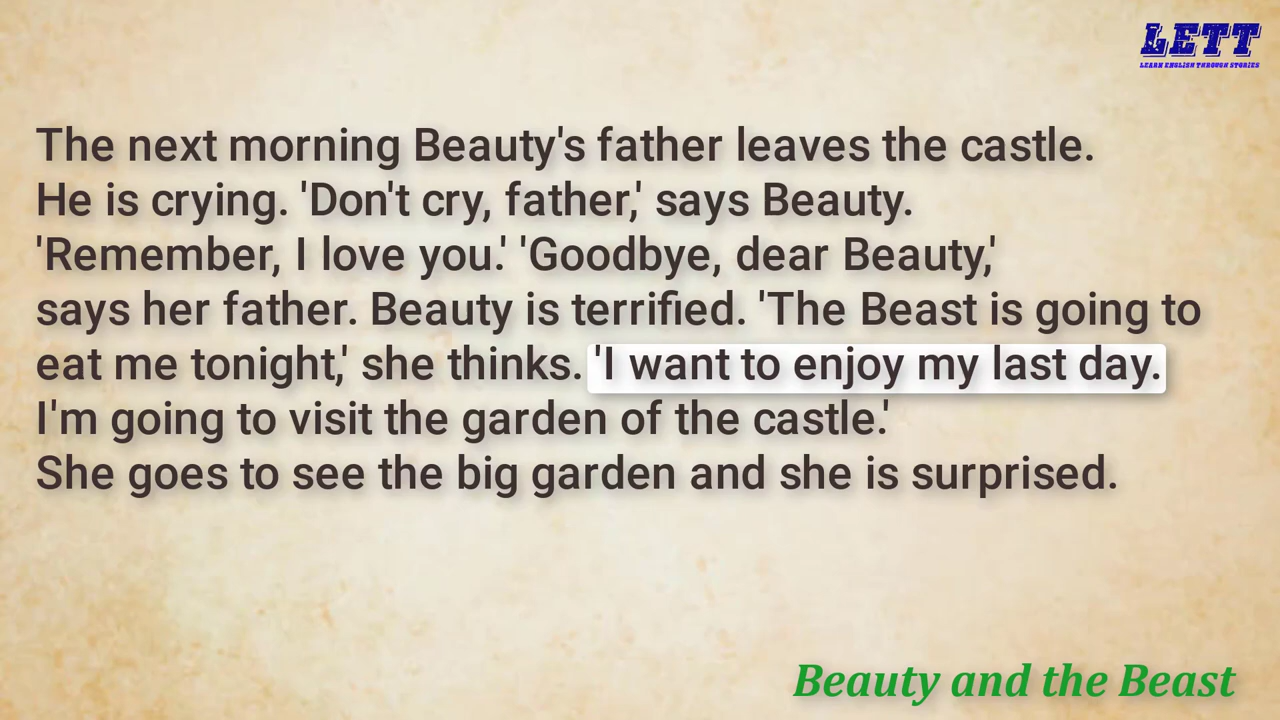 LETT
LEARN ENGLISH THROUGH STORIES
The next morning Beauty's father leaves the castle.
He is crying. 'Don't cry, father,' says Beauty.
'Remember, I love you.' 'Goodbye, dear Beauty,'
says her father. Beauty is terrified. 'The Beast is going to
eat me tonight,' she thinks. 'I want to enjoy my last day.
I'm going to visit the garden of the castle.'
She goes to see the big garden and she is surprised.
Beauty and the Beast